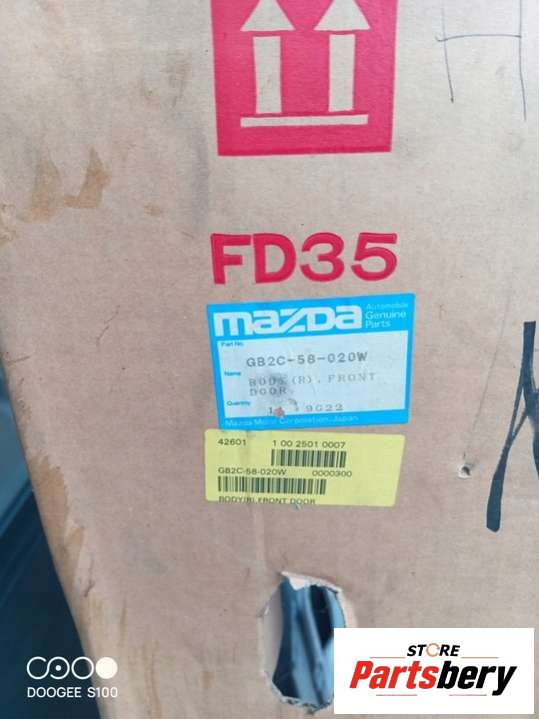 FD35
mazda
Automobile
Genuine
Parts
Part No.
GB2C-58-020W
Name
BODY(R).FRONT
DOOR
Quantity
1 9G22
Mazda Motor Corporation, Japan
42601 1 00 2501 0007
GB2C-58-020W 0000300
BODY(R).FRONT DOOR
STORE
Partsbery
DOOGEE S100